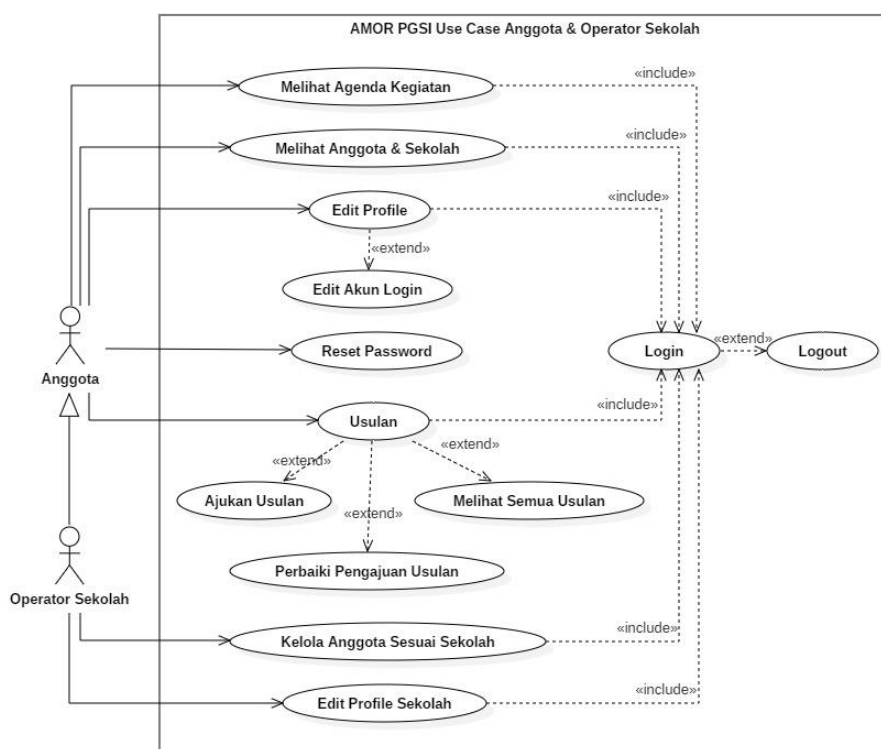 AMOR PGSI Use Case Anggota & Operator Sekolah
«include»
Melihat Agenda Kegiatan
«include»
Melihat Anggota & Sekolah
«include»
Edit Profile
«extend»
Edit Akun Login
«extend»
Reset Password
Login
Logout
Anggota
«include»
Usulan
«extend»
«extend»
Ajukan Usulan
Melihat Semua Usulan
«extend»
Perbaiki Pengajuan Usulan
Operator Sekolah
«include»
Kelola Anggota Sesuai Sekolah
«include»
Edit Profile Sekolah